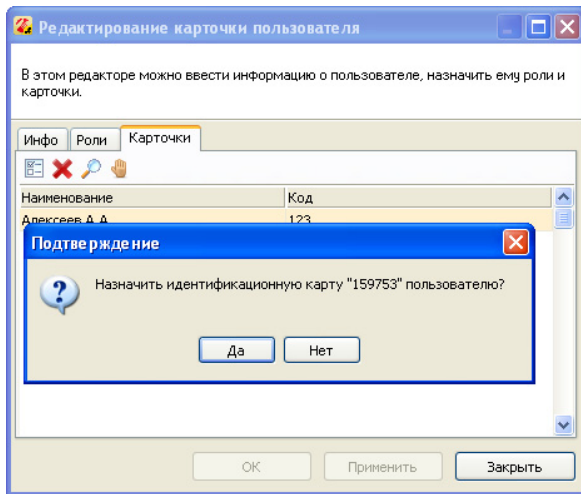 Редактирование карточки пользователя
В этом редакторе можно ввести информацию о пользователе, назначить ему роли и
карточки.
Инфо Роли Карточки
Наименование Код
Алексеев А.А. 123
Подтверждение
Назначить идентификационную карту "159753" пользователю?
Да Нет
ОК Применить Закрыть